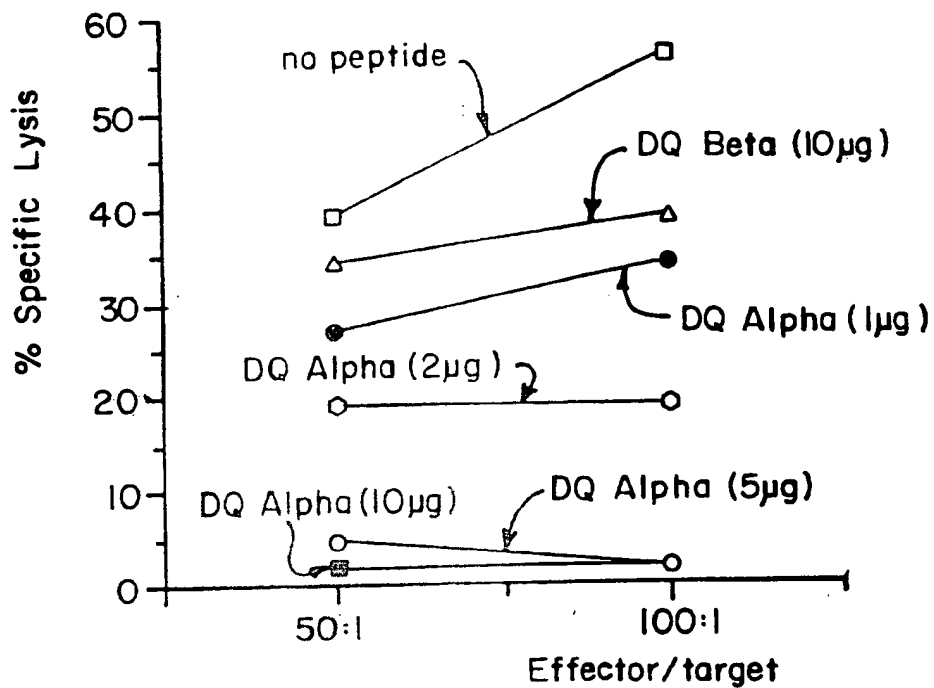 60
no peptide
50
DQ Beta (10µg)
40
% Specific Lysis
30
DQ Alpha (1µg)
DQ Alpha (2µg)
20
DQ Alpha (10µg)
DQ Alpha (5µg)
10
0
50:1
100:1
Effector/target